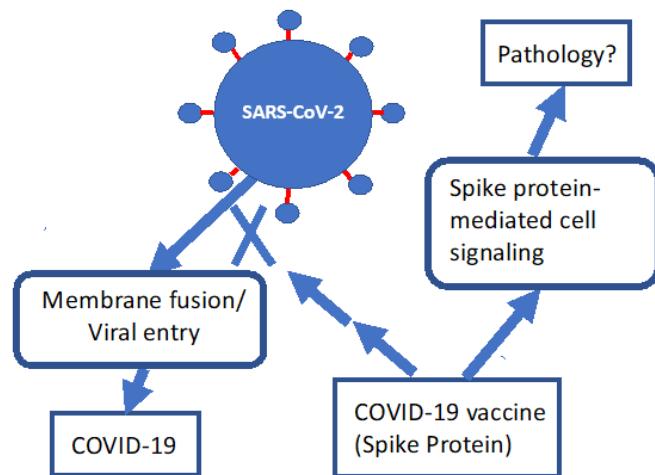 SARS-CoV-2
Pathology?
Spike protein-
mediated cell
signaling
Membrane fusion/
Viral entry
COVID-19
COVID-19 vaccine
(Spike Protein)